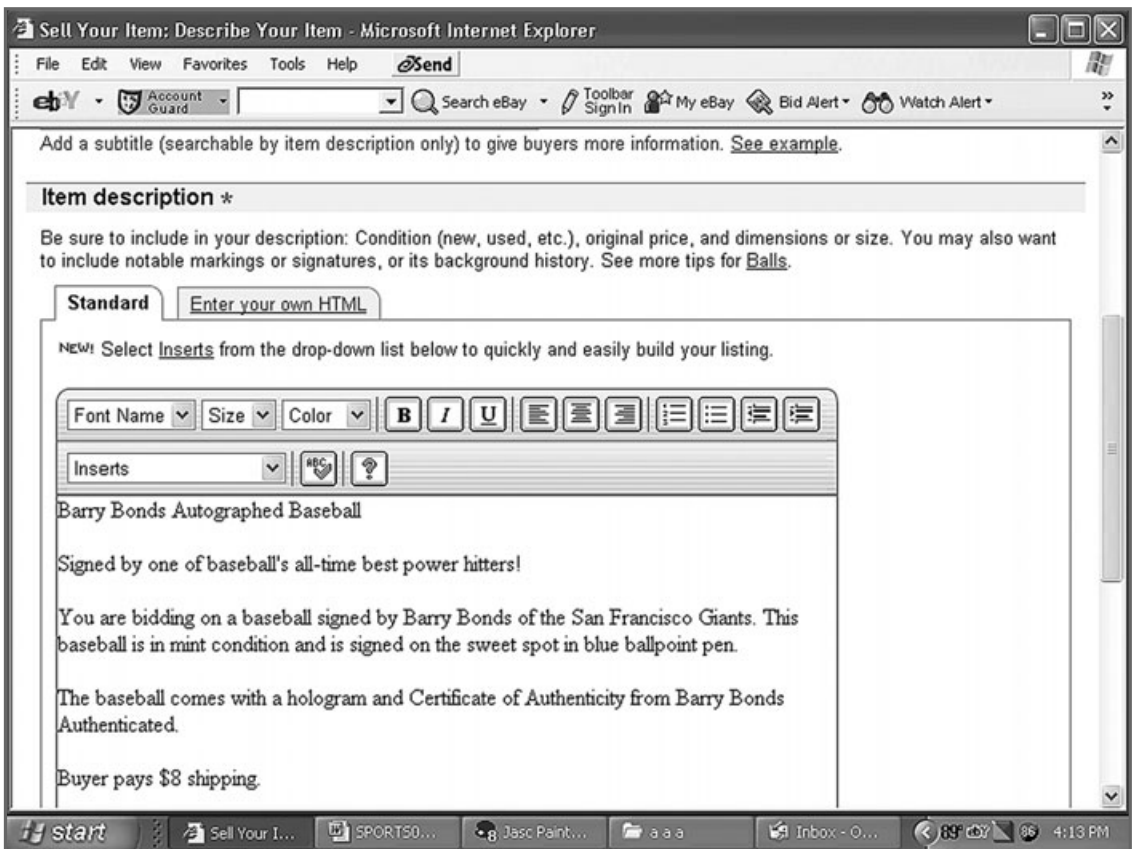 Sell Your Item: Describe Your Item - Microsoft Internet Explorer
File Edit View Favorites Tools Help Send
ebY Account Guard Search eBay Toolbar Sign In My eBay Bid Alert Watch Alert
Add a subtitle (searchable by item description only) to give buyers more information. See example.
Item description *
Be sure to include in your description: Condition (new, used, etc.), original price, and dimensions or size. You may also want
to include notable markings or signatures, or its background history. See more tips for Balls.
Standard Enter your own HTML
NEW! Select Inserts from the drop-down list below to quickly and easily build your listing.
Font Name Size Color B I U
Inserts ABC ?
Barry Bonds Autographed Baseball
Signed by one of baseball's all-time best power hitters!
You are bidding on a baseball signed by Barry Bonds of the San Francisco Giants. This
baseball is in mint condition and is signed on the sweet spot in blue ballpoint pen.
The baseball comes with a hologram and Certificate of Authenticity from Barry Bonds
Authenticated.
Buyer pays $8 shipping.
start Sell Your I... SPORTS0... Jasc Paint... a a a Inbox - O... 89° 86 4:13 PM